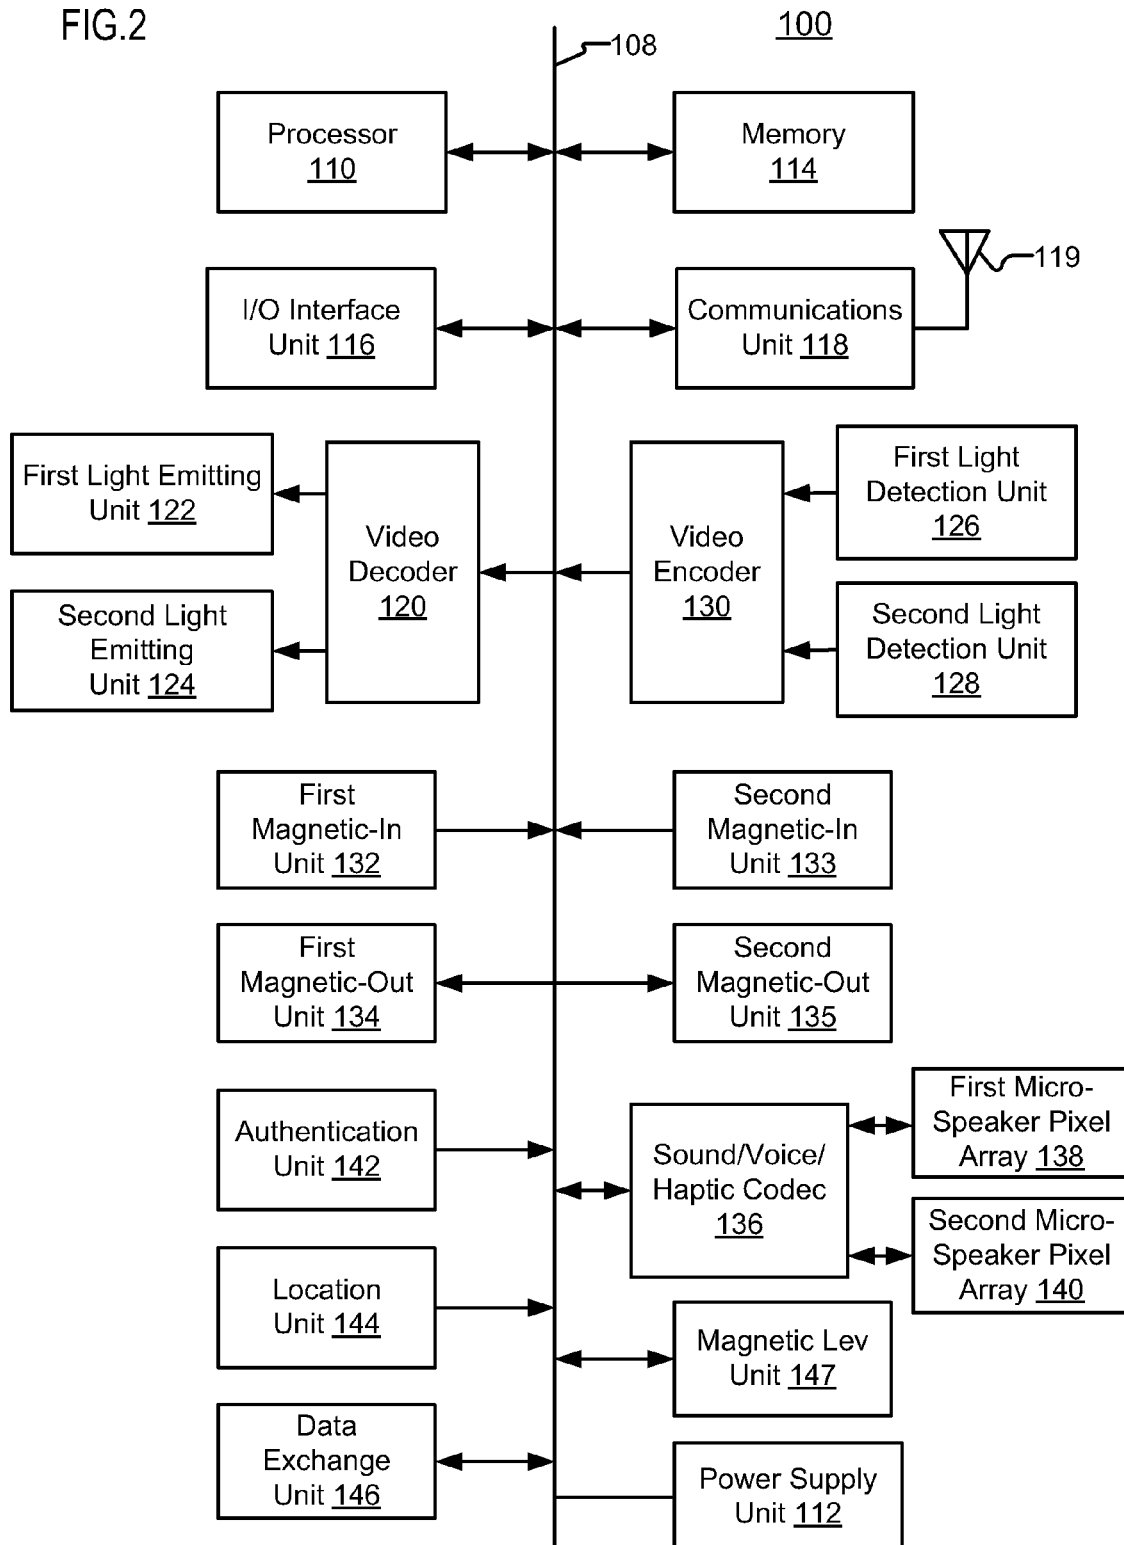 FIG.2
100
108
Processor
110
Memory
114
119
I/O Interface
Unit 116
Communications
Unit 118
First Light Emitting
Unit 122
Video
Decoder
120
Video
Encoder
130
First Light
Detection Unit
126
Second Light
Emitting
Unit 124
Second Light
Detection Unit
128
First
Magnetic-In
Unit 132
Second
Magnetic-In
Unit 133
First
Magnetic-Out
Unit 134
Second
Magnetic-Out
Unit 135
Authentication
Unit 142
Sound/Voice/
Haptic Codec
136
First Micro-
Speaker Pixel
Array 138
Second Micro-
Speaker Pixel
Array 140
Location
Unit 144
Magnetic Lev
Unit 147
Data
Exchange
Unit 146
Power Supply
Unit 112